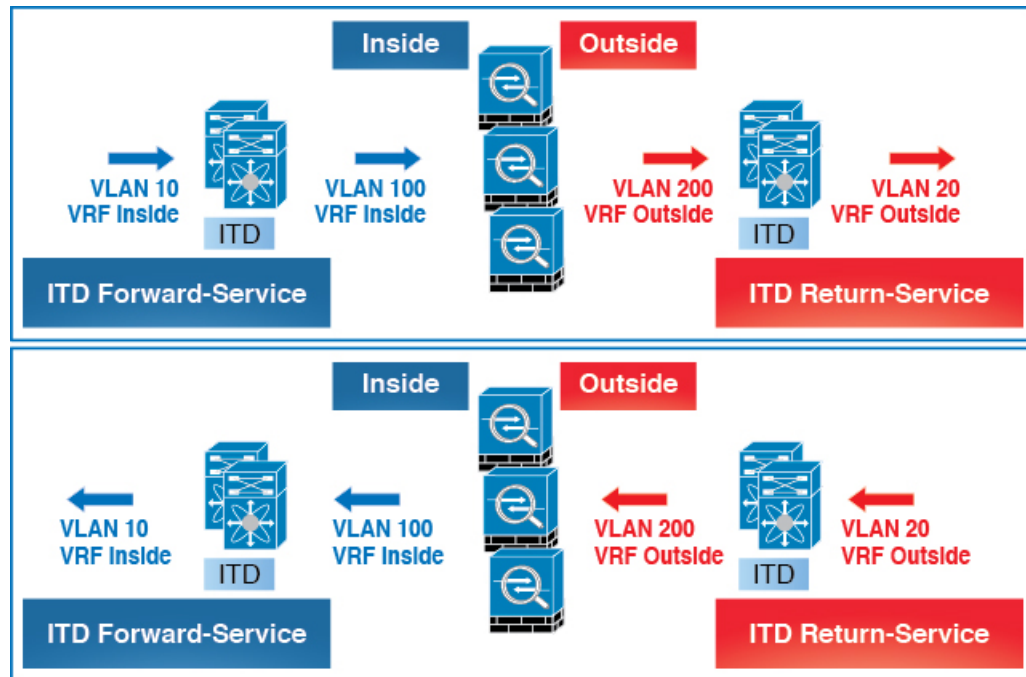 Inside
Outside
VLAN 10
VRF Inside
VLAN 100
VRF Inside
VLAN 200
VRF Outside
VLAN 20
VRF Outside
ITD
ITD
ITD Forward-Service
ITD Return-Service
Inside
Outside
VLAN 10
VRF Inside
VLAN 100
VRF Inside
VLAN 200
VRF Outside
VLAN 20
VRF Outside
ITD
ITD
ITD Forward-Service
ITD Return-Service